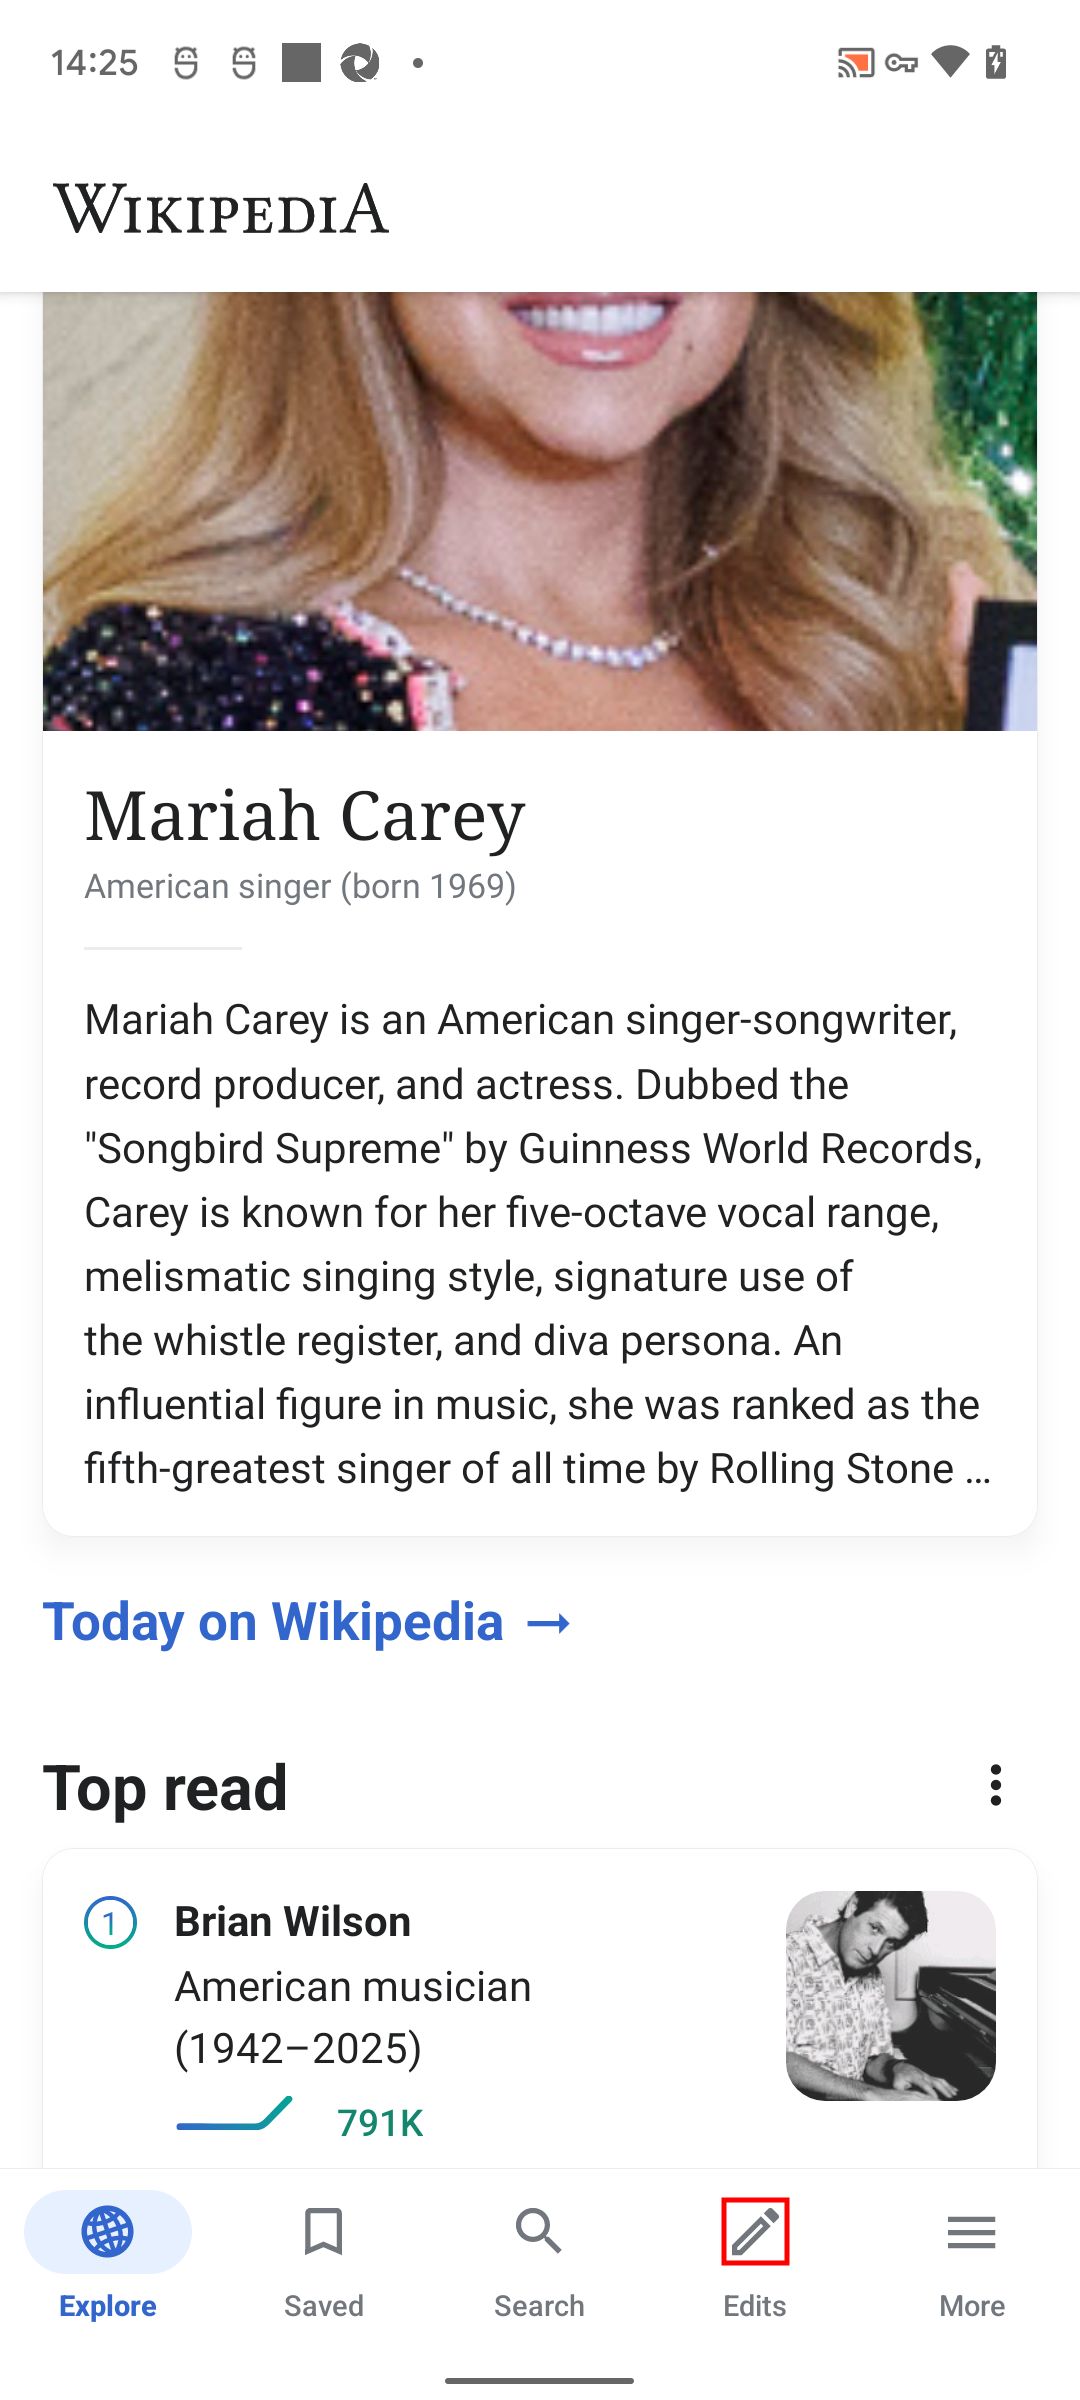 14:25
WIKIPEDIA
Mariah Carey
American singer (born 1969)
Mariah Carey is an American singer-songwriter,
record producer, and actress. Dubbed the
"Songbird Supreme" by Guinness World Records,
Carey is known for her five-octave vocal range,
melismatic singing style, signature use of
the whistle register, and diva persona. An
influential figure in music, she was ranked as the
fifth-greatest singer of all time by Rolling Stone ...
Today on Wikipedia →
Top read
1 Brian Wilson
American musician
(1942–2025)
791K
Explore Saved Search Edits More